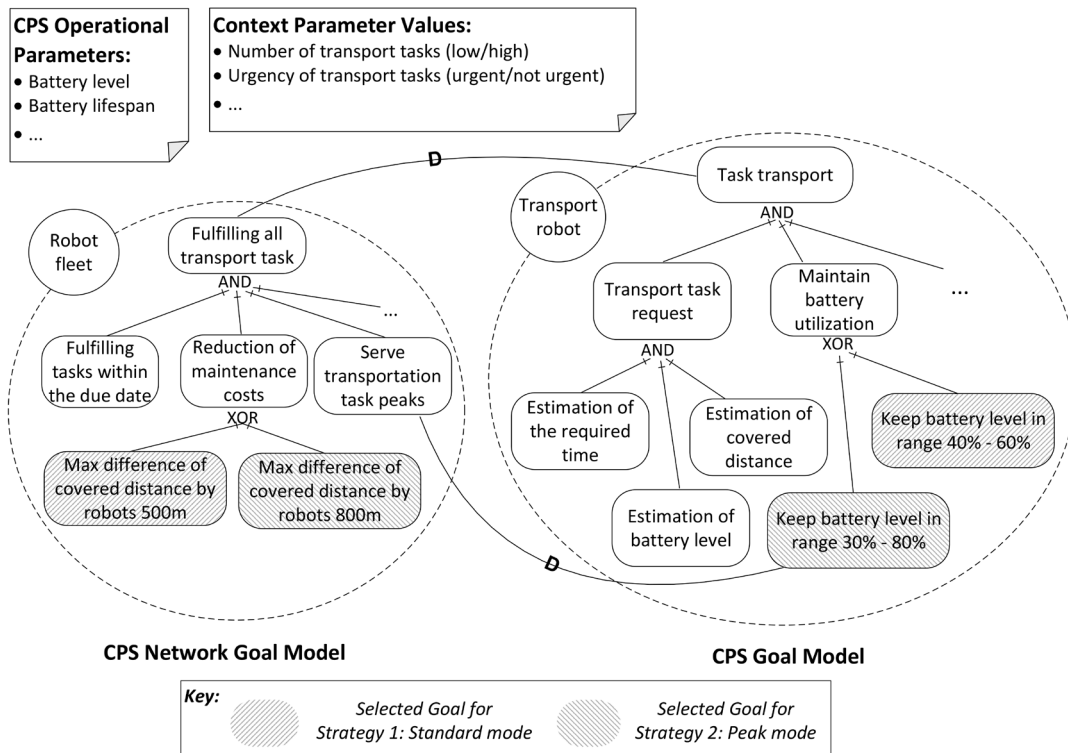 CPS Operational
Parameters:
• Battery level
• Battery lifespan
• ...
Context Parameter Values:
• Number of transport tasks (low/high)
• Urgency of transport tasks (urgent/not urgent)
• ...
D
Robot
fleet
Fulfilling all
transport task
AND
...
Fulfilling
tasks within
the due date
Reduction of
maintenance
costs
Serve
transportation
task peaks
XOR
Max difference of
covered distance by
robots 500m
Max difference of
covered distance by
robots 800m
CPS Network Goal Model
Transport
robot
Task transport
AND
Transport task
request
Maintain
battery
utilization
...
AND
XOR
Estimation of
the required
time
Estimation of
covered
distance
Keep battery level in
range 40% - 60%
Estimation of
battery level
Keep battery level in
range 30% - 80%
D
CPS Goal Model
Key:
Selected Goal for
Strategy 1: Standard mode
Selected Goal for
Strategy 2: Peak mode